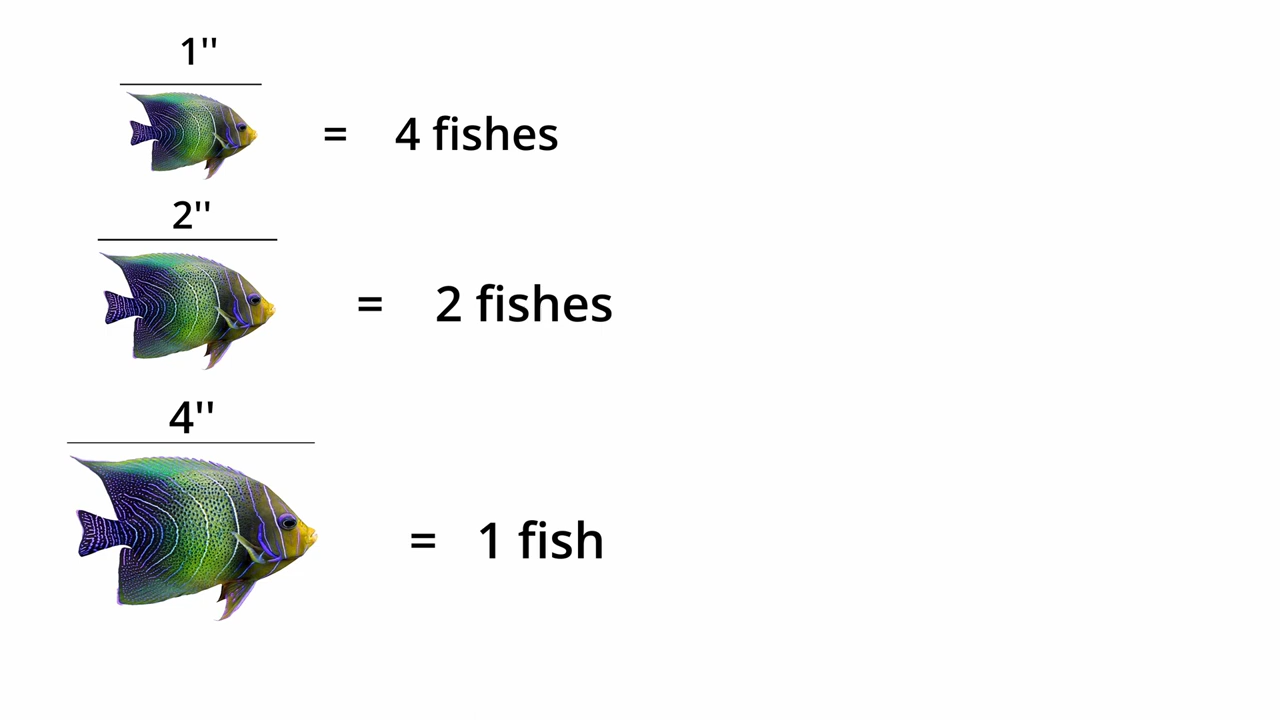 1''
= 4 fishes
2''
= 2 fishes
4''
= 1 fish